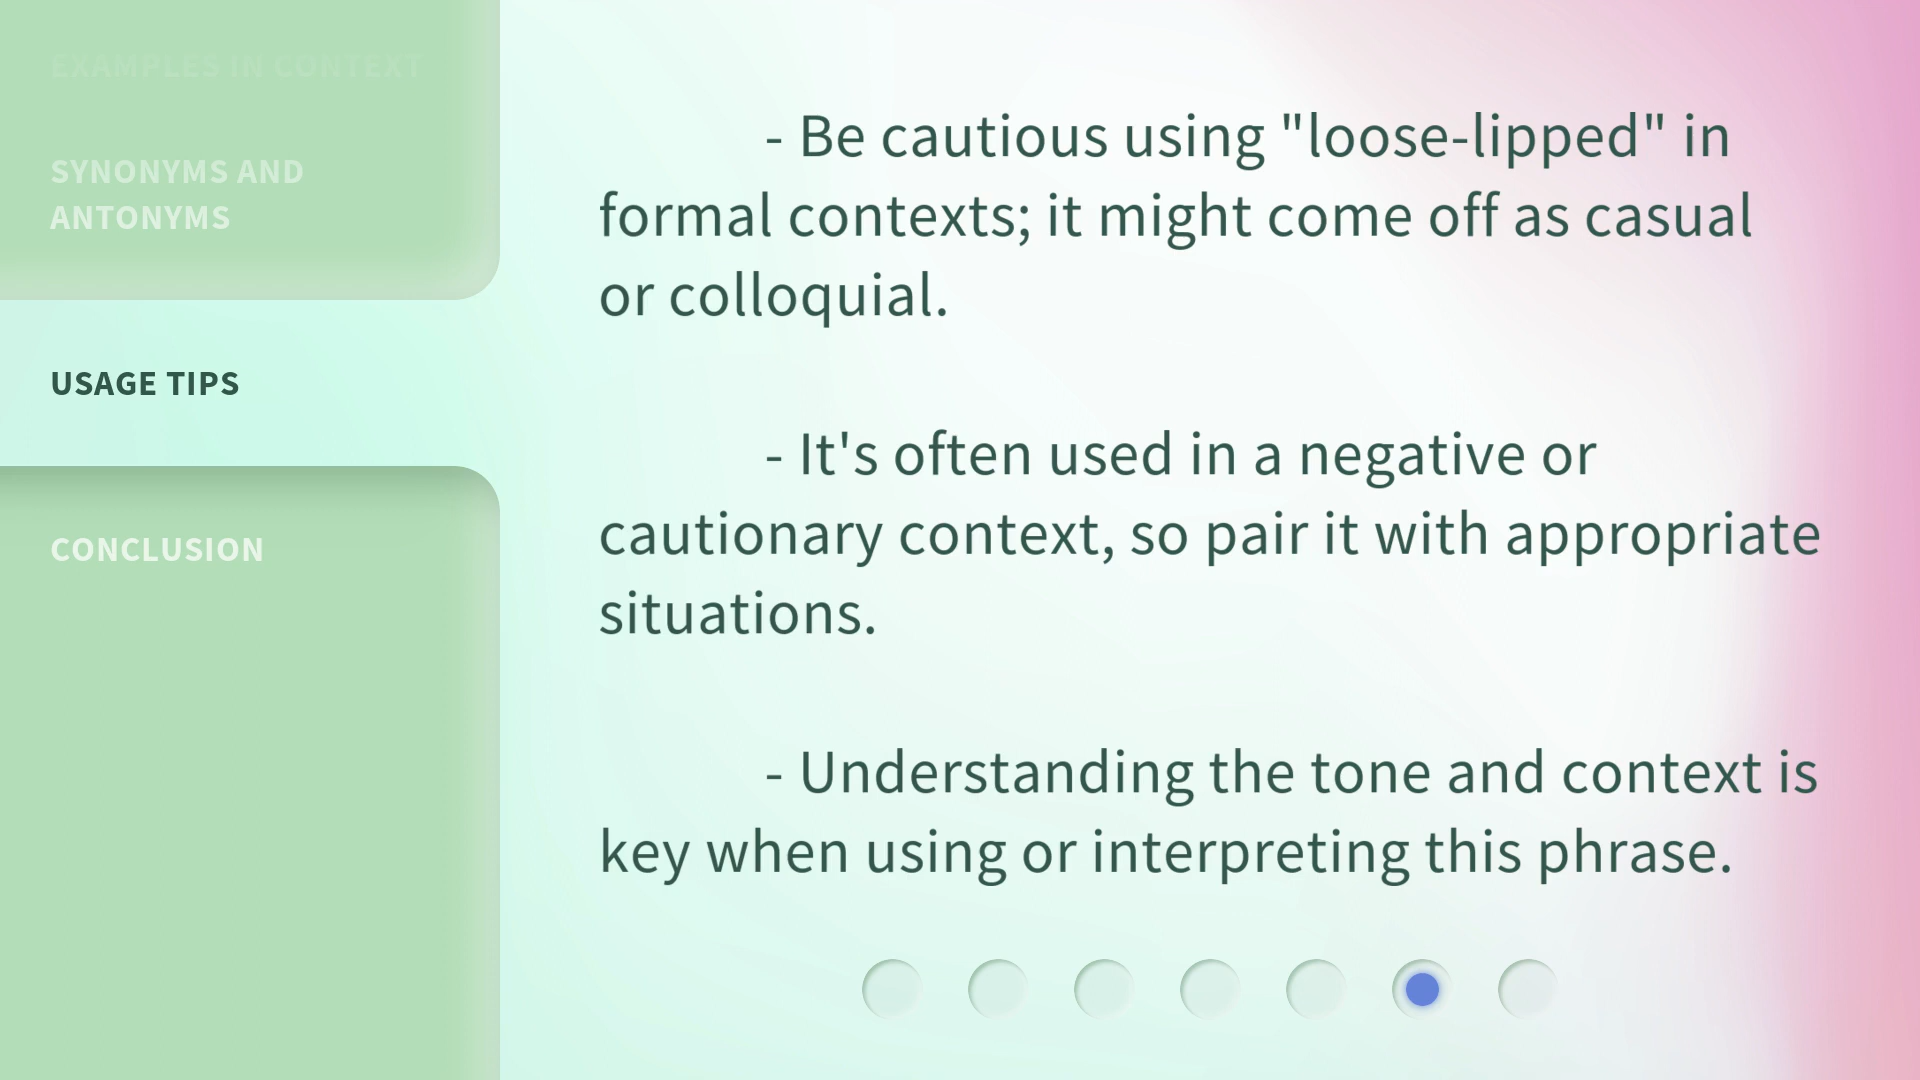 EXAMPLES IN CONTEXT
SYNONYMS AND
ANTONYMS
USAGE TIPS
CONCLUSION
- Be cautious using "loose-lipped" in
formal contexts; it might come off as casual
or colloquial.
- It's often used in a negative or
cautionary context, so pair it with appropriate
situations.
- Understanding the tone and context is
key when using or interpreting this phrase.